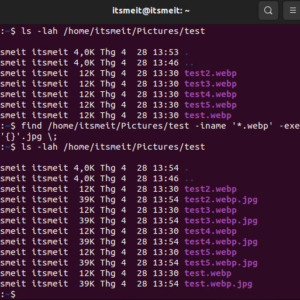 itsmeit@itsmeit: ~
:~$ ls -lah /home/itsmeit/Pictures/test
smeit itsmeit 4,0K Thg 4 28 13:53 .
smeit itsmeit 4,0K Thg 4 28 13:46 ..
smeit itsmeit 12K Thg 4 28 13:30 test2.webp
smeit itsmeit 12K Thg 4 28 13:30 test3.webp
smeit itsmeit 12K Thg 4 28 13:30 test4.webp
smeit itsmeit 12K Thg 4 28 13:30 test5.webp
smeit itsmeit 12K Thg 4 28 13:30 test.webp
:~$ find /home/itsmeit/Pictures/test -iname '*.webp' -exe
'{}'.jpg \;
:~$ ls -lah /home/itsmeit/Pictures/test
smeit itsmeit 4,0K Thg 4 28 13:54 .
smeit itsmeit 4,0K Thg 4 28 13:46 ..
smeit itsmeit 12K Thg 4 28 13:30 test2.webp
smeit itsmeit 39K Thg 4 28 13:54 test2.webp.jpg
smeit itsmeit 12K Thg 4 28 13:30 test3.webp
smeit itsmeit 39K Thg 4 28 13:54 test3.webp.jpg
smeit itsmeit 12K Thg 4 28 13:30 test4.webp
smeit itsmeit 39K Thg 4 28 13:54 test4.webp.jpg
smeit itsmeit 12K Thg 4 28 13:30 test5.webp
smeit itsmeit 39K Thg 4 28 13:54 test5.webp.jpg
smeit itsmeit 12K Thg 4 28 13:30 test.webp
smeit itsmeit 39K Thg 4 28 13:54 test.webp.jpg
:~$